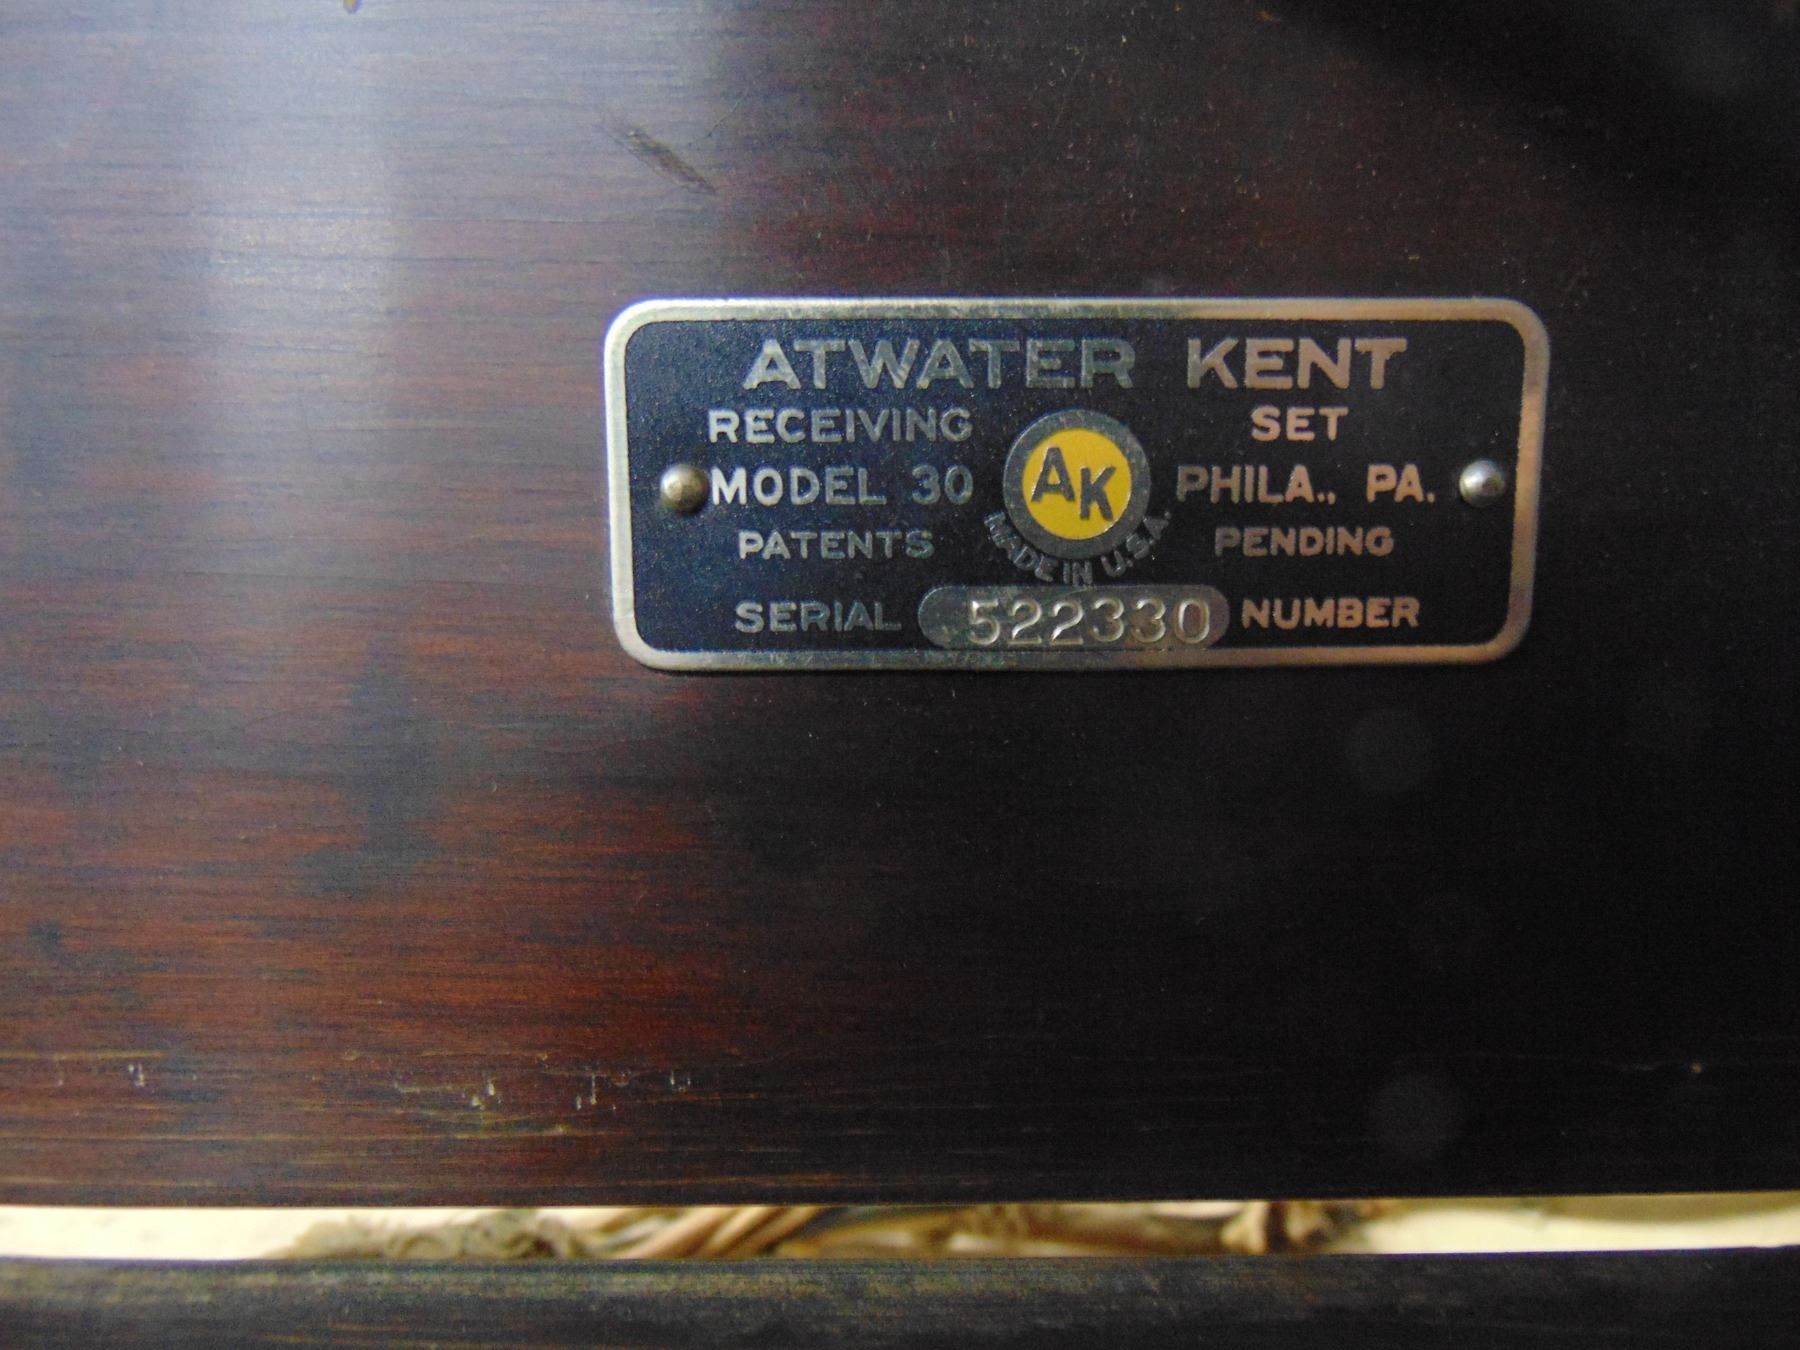 ATWATER KENT
RECEIVING SET
MODEL 30 AK PHILA., PA.
PATENTS MADE IN U.S.A. PENDING
SERIAL 522330 NUMBER